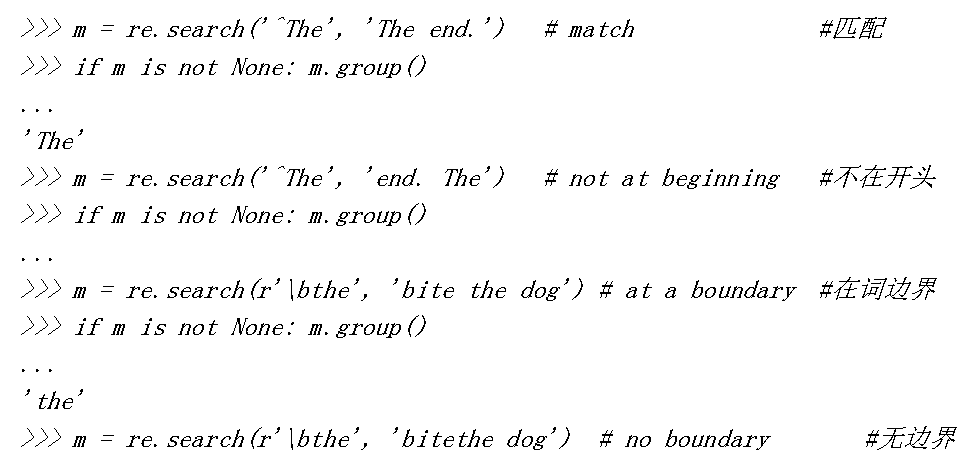 >>> m = re.search('^The', 'The end.') # match #匹配
>>> if m is not None: m.group()
...
'The'
>>> m = re.search('^The', 'end. The') # not at beginning #不在开头
>>> if m is not None: m.group()
...
>>> m = re.search(r'\bthe', 'bite the dog') # at a boundary #在词边界
>>> if m is not None: m.group()
...
'the'
>>> m = re.search(r'\bthe', 'bitethe dog') # no boundary #无边界